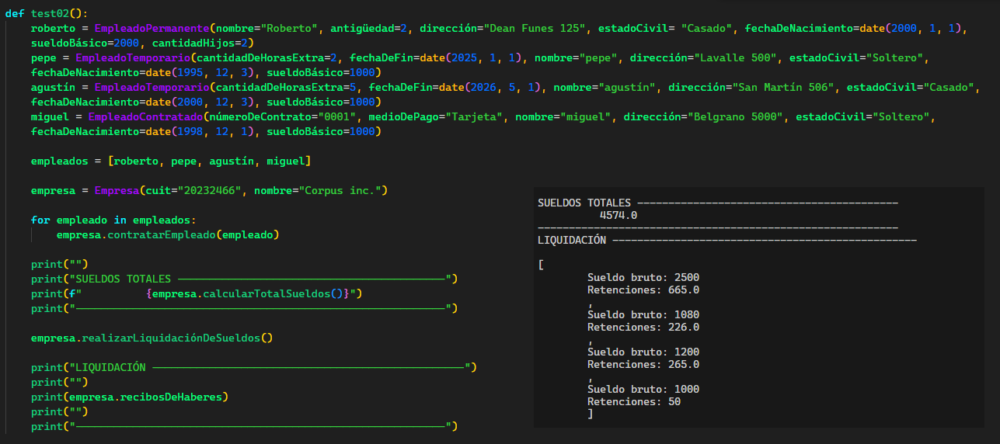 def test02():
    roberto = EmpleadoPermanente(nombre="Roberto", antigüedad=2, dirección="Dean Funes 125", estadoCivil= "Casado", fechaDeNacimiento=date(2000, 1, 1),
    sueldoBásico=2000, cantidadHijos=2)
    pepe = EmpleadoTemporario(cantidadDeHorasExtra=2, fechaDeFin=date(2025, 1, 1), nombre="pepe", dirección="Lavalle 500", estadoCivil="Soltero",
    fechaDeNacimiento=date(1995, 12, 3), sueldoBásico=1000)
    agustín = EmpleadoTemporario(cantidadDeHorasExtra=5, fechaDeFin=date(2026, 5, 1), nombre="agustín", dirección="San Martín 506", estadoCivil="Casado",
    fechaDeNacimiento=date(2000, 12, 3), sueldoBásico=1000)
    miguel = EmpleadoContratado(númeroDeContrato="0001", medioDePago="Tarjeta", nombre="miguel", dirección="Belgrano 5000", estadoCivil="Soltero",
    fechaDeNacimiento=date(1998, 12, 1), sueldoBásico=1000)
    empleados = [roberto, pepe, agustín, miguel]
    empresa = Empresa(cuit="20232466", nombre="Corpus inc.")
    for empleado in empleados:
        empresa.contratarEmpleado(empleado)
    print("")
    print("SUELDOS TOTALES ------------------------------------------")
    print(f"          {empresa.calcularTotalSueldos()}")
    print("----------------------------------------------------------")
    empresa.realizarLiquidaciónDeSueldos()
    print("LIQUIDACIÓN -------------------------------------------------")
    print("")
    print(empresa.recibosDeHaberes)
    print("")
    print("----------------------------------------------------------")
SUELDOS TOTALES ------------------------------------------
          4574.0
----------------------------------------------------------
LIQUIDACIÓN -------------------------------------------------
[
        Sueldo bruto: 2500
        Retenciones: 665.0
        ,
        Sueldo bruto: 1080
        Retenciones: 226.0
        ,
        Sueldo bruto: 1200
        Retenciones: 265.0
        ,
        Sueldo bruto: 1000
        Retenciones: 50
        ]